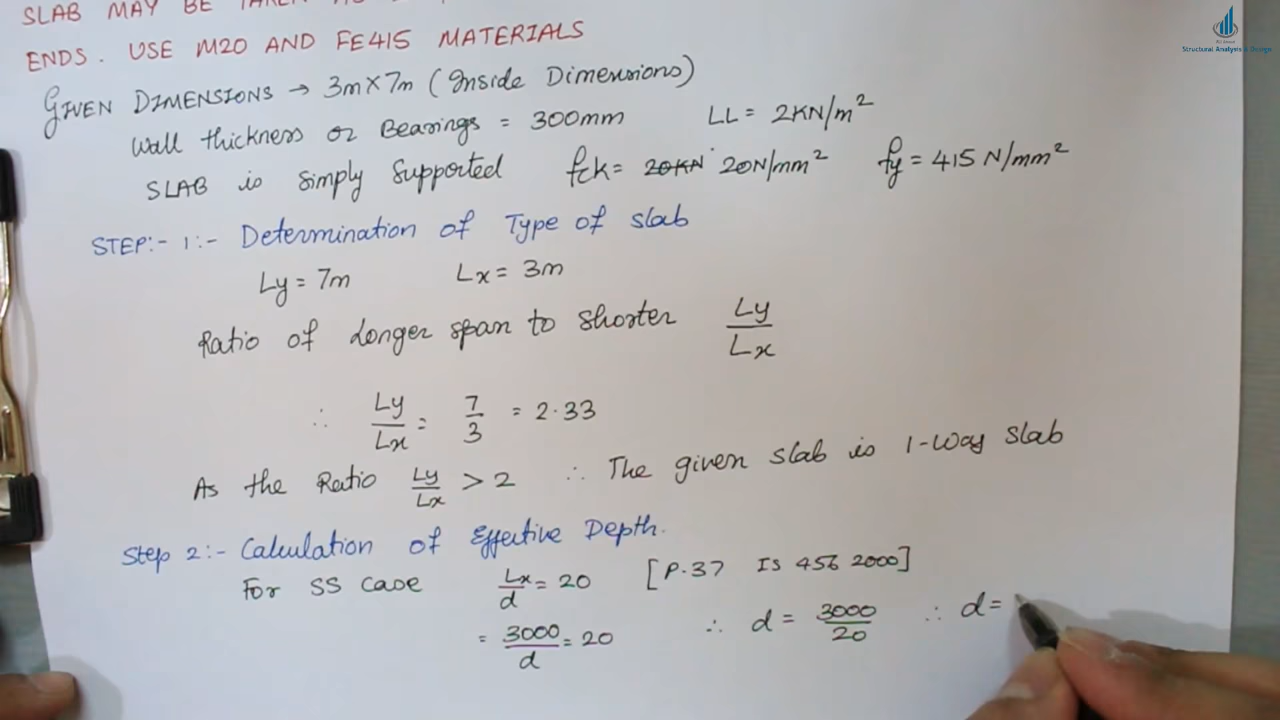 SLAB MAY BE TAKEN
ENDS. USE M20 AND FE415 MATERIALS
GIVEN DIMENSIONS → 3m X 7m (Inside Dimensions)
Wall thickness or Bearings = 300mm LL = 2KN/m²
SLAB is Simply Supported fck = 20KN 20N/mm² fy = 415 N/mm²
STEP:- 1:- Determination of Type of slab
Ly = 7m Lx = 3m
Ratio of Longer span to shorter Ly/Lx
∴ Ly/Lx = 7/3 = 2.33
As the Ratio Ly/Lx > 2 ∴ The given slab is 1-Way slab
Step 2:- Calculation of Effective Depth.
For SS Case Lx/d = 20 [P.37 IS 456 2000]
= 3000/d = 20 ∴ d = 3000/20 ∴ d =
Structural Analysis & Design